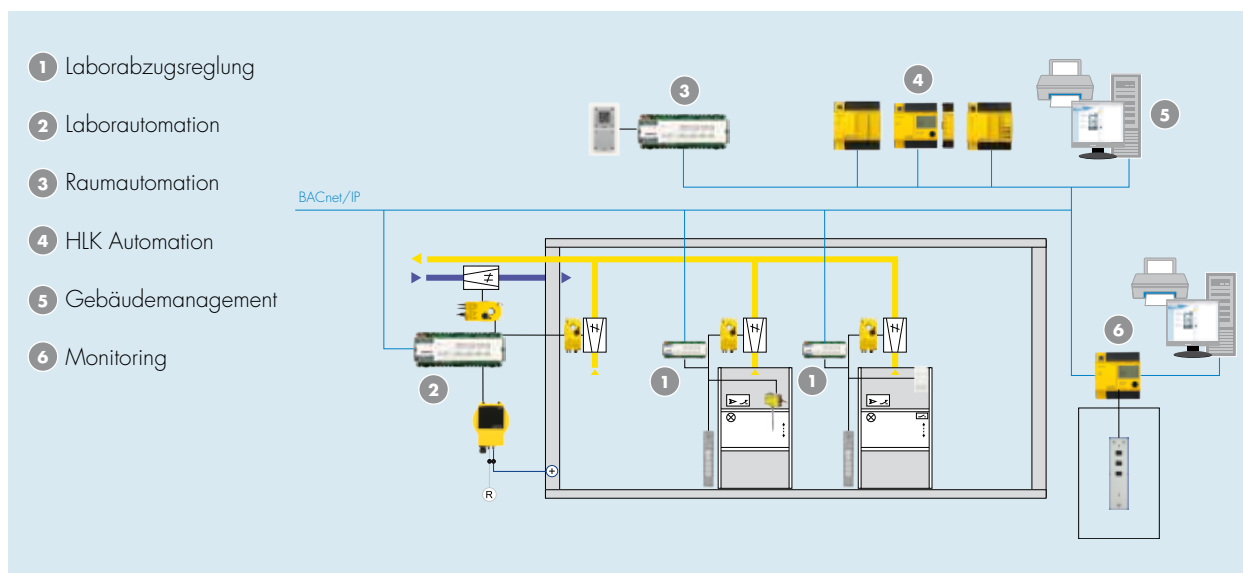 1 Laborabzugsreglung
2 Laborautomation
3 Raumautomation
4 HLK Automation
5 Gebäudemanagement
6 Monitoring
3
4
5
BACnet/IP
6
2
1
1
R